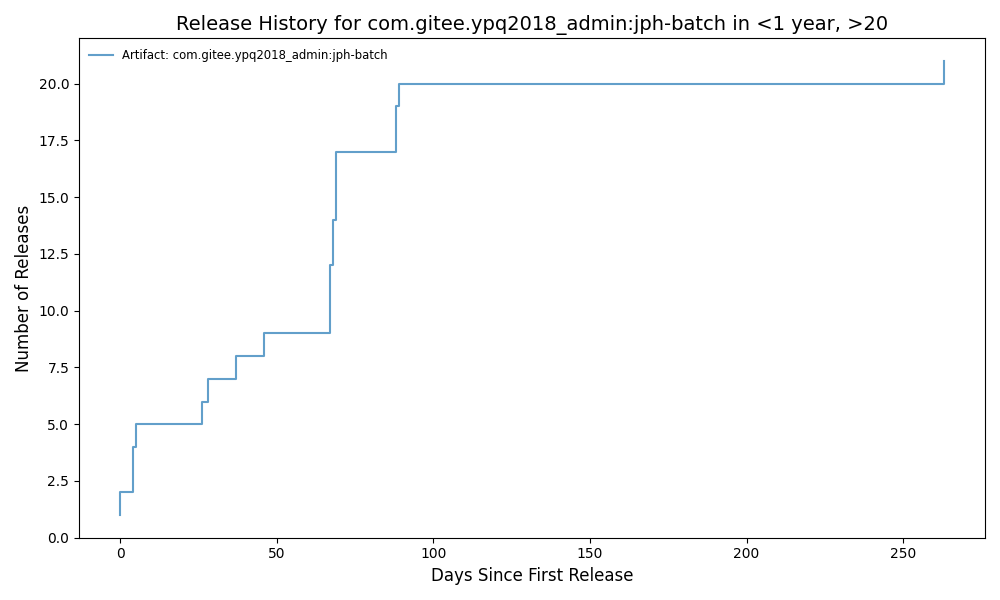 Release History for com.gitee.ypq2018_admin:jph-batch in <1 year, >20
Artifact: com.gitee.ypq2018_admin:jph-batch
Number of Releases
20.0
17.5
15.0
12.5
10.0
7.5
5.0
2.5
0.0
0 50 100 150 200 250
Days Since First Release